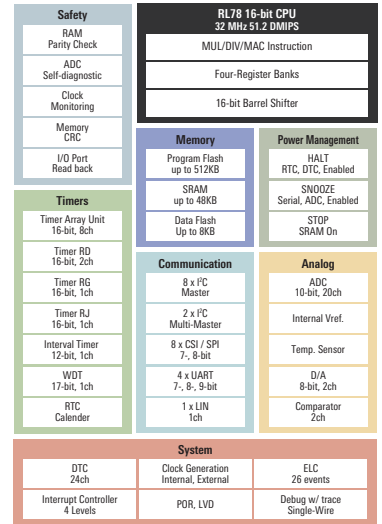 Safety
RAM
Parity Check
ADC
Self-diagnostic
Clock
Monitoring
Memory
CRC
I/O Port
Read back
RL78 16-bit CPU
32 MHz 51.2 DMIPS
MUL/DIV/MAC Instruction
Four-Register Banks
16-bit Barrel Shifter
Memory
Program Flash
up to 512KB
SRAM
up to 48KB
Data Flash
Up to 8KB
Power Management
HALT
RTC, DTC, Enabled
SNOOZE
Serial, ADC, Enabled
STOP
SRAM On
Timers
Timer Array Unit
16-bit, 8ch
Timer RD
16-bit, 2ch
Timer RG
16-bit, 1ch
Timer RJ
16-bit, 1ch
Interval Timer
12-bit, 1ch
WDT
17-bit, 1ch
RTC
Calender
Communication
8 x I²C
Master
2 x I²C
Multi-Master
8 x CSI / SPI
7-, 8-bit
4 x UART
7-, 8-, 9-bit
1 x LIN
1ch
Analog
ADC
10-bit, 20ch
Internal Vref.
Temp. Sensor
D/A
8-bit, 2ch
Comparator
2ch
System
DTC
24ch
Clock Generation
Internal, External
ELC
26 events
Interrupt Controller
4 Levels
POR, LVD
Debug w/ trace
Single-Wire